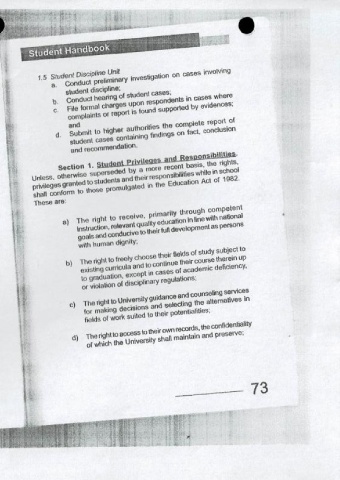 Student Handbook
1.5 Student Discipline Unit
a. Conduct preliminary investigation on cases involving
student discipline;
b. Conduct hearing of student cases;
c. File formal charges upon respondents in cases where
complaints or report is found supported by evidences;
and
d. Submit to higher authorities the complete report of
student cases containing findings on fact, conclusion
and recommendation.
Section 1. Student Privileges and Responsibilities.
Unless, otherwise superseded by a more recent basis, the rights,
privileges granted to students and their responsibilities while in school
shall conform to those promulgated in the Education Act of 1982.
These are:
a) The right to receive, primarily through competent
Instruction, relevant quality education in line with national
goals and conducive to their full development as persons
with human dignity;
b) The right to freely choose their fields of study subject to
existing curricula and to continue their course therein up
to graduation, except in cases of academic deficiency,
or violation of disciplinary regulations;
c) The right to University guidance and counseling services
for making decisions and selecting the alternatives in
fields of work suited to their potentialities;
d) The right to access to their own records, the confidentiality
of which the University shall maintain and preserve;
73